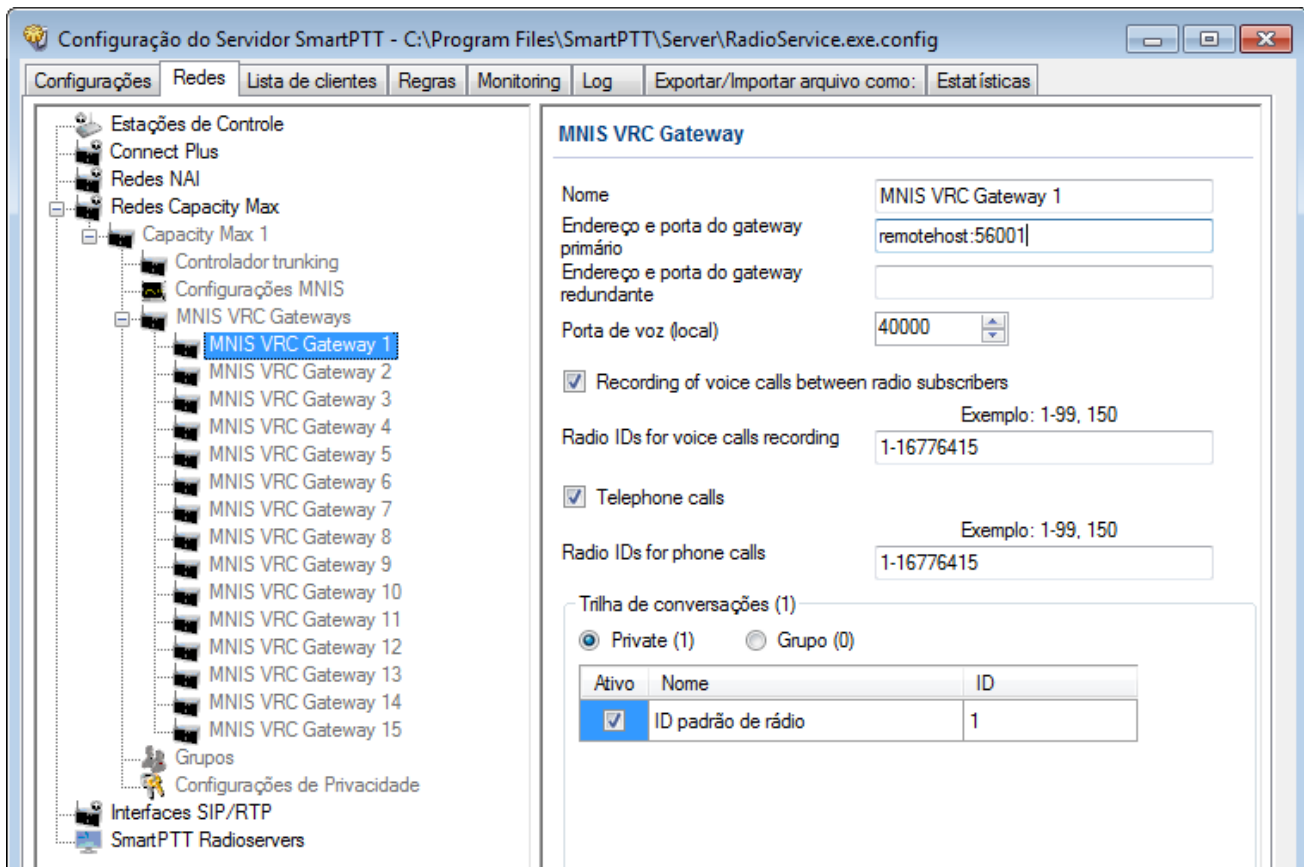 Configuração do Servidor SmartPTT - C:\Program Files\SmartPTT\Server\RadioService.exe.config
Configurações Redes Lista de clientes Regras Monitoring Log Exportar/Importar arquivo como: Estatísticas
Estações de Controle
Connect Plus
Redes NAI
Redes Capacity Max
Capacity Max 1
Controlador trunking
Configurações MNIS
MNIS VRC Gateways
MNIS VRC Gateway 1
MNIS VRC Gateway 2
MNIS VRC Gateway 3
MNIS VRC Gateway 4
MNIS VRC Gateway 5
MNIS VRC Gateway 6
MNIS VRC Gateway 7
MNIS VRC Gateway 8
MNIS VRC Gateway 9
MNIS VRC Gateway 10
MNIS VRC Gateway 11
MNIS VRC Gateway 12
MNIS VRC Gateway 13
MNIS VRC Gateway 14
MNIS VRC Gateway 15
Grupos
Configurações de Privacidade
Interfaces SIP/RTP
SmartPTT Radioservers
MNIS VRC Gateway
Nome MNIS VRC Gateway 1
Endereço e porta do gateway
primário
remotehost:56001
Endereço e porta do gateway
redundante
Porta de voz (local) 40000
Recording of voice calls between radio subscribers
Exemplo: 1-99, 150
Radio IDs for voice calls recording 1-16776415
Telephone calls
Exemplo: 1-99, 150
Radio IDs for phone calls 1-16776415
Trilha de conversações (1)
Private (1) Grupo (0)
Ativo Nome ID
ID padrão de rádio 1